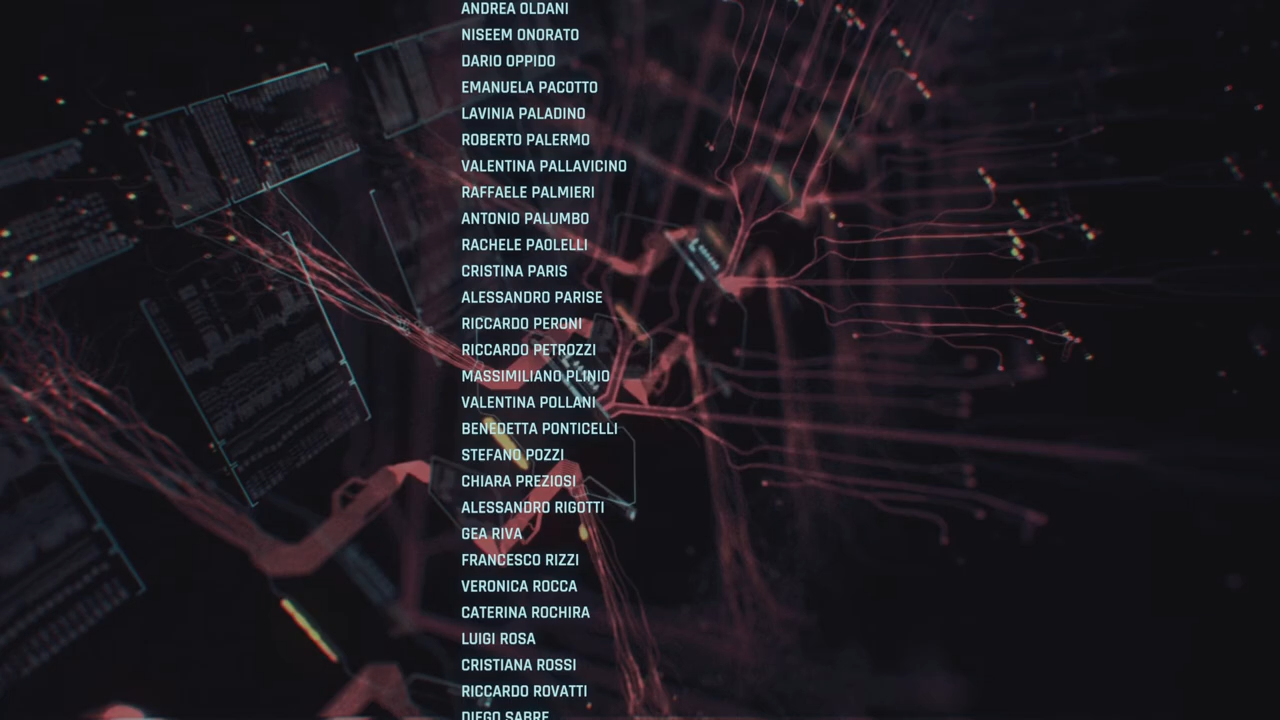 ANDREA OLDANI
NISEEM ONORATO
DARIO OPPIDO
EMANUELA PACOTTO
LAVINIA PALADINO
ROBERTO PALERMO
VALENTINA PALLAVICINO
RAFFAELE PALMIERI
ANTONIO PALUMBO
RACHELE PAOLELLI
CRISTINA PARIS
ALESSANDRO PARISE
RICCARDO PERONI
RICCARDO PETROZZI
MASSIMILIANO PLINIO
VALENTINA POLLANI
BENEDETTA PONTICELLI
STEFANO POZZI
CHIARA PREZIOSI
ALESSANDRO RIGOTTI
GEA RIVA
FRANCESCO RIZZI
VERONICA ROCCA
CATERINA ROCHIRA
LUIGI ROSA
CRISTIANA ROSSI
RICCARDO ROVATTI
DIEGO SABRE